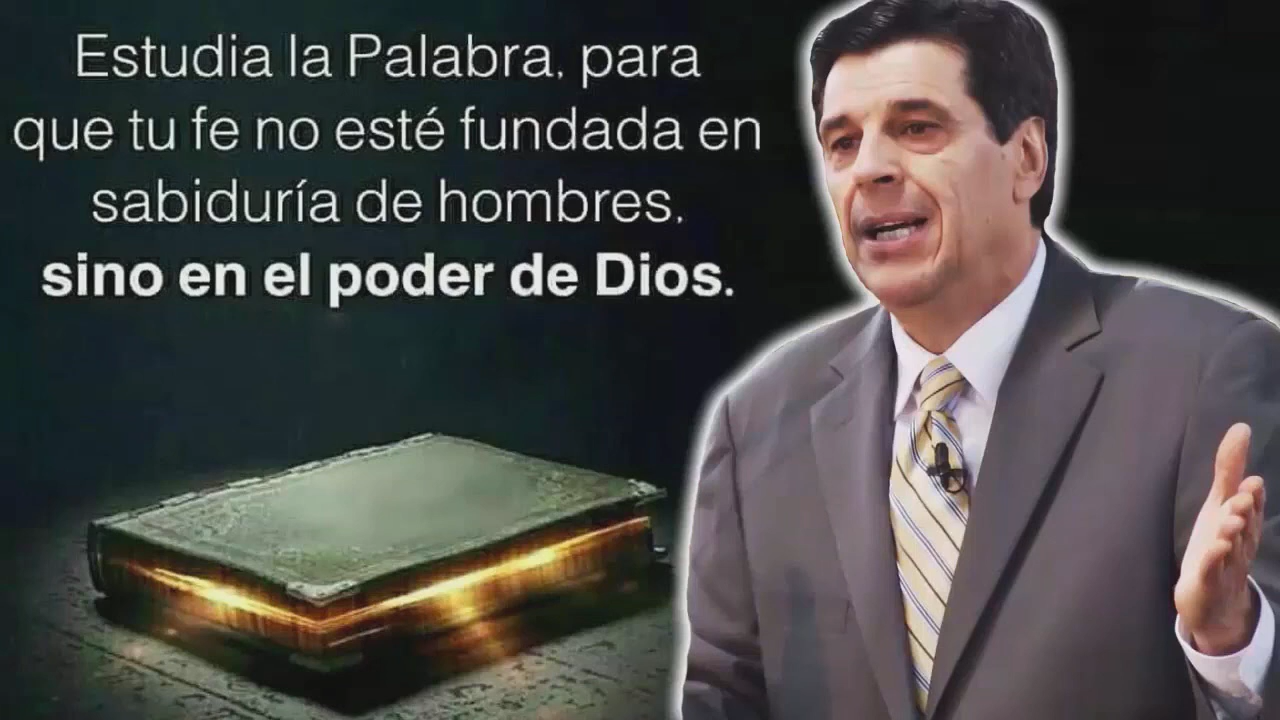 Estudia la Palabra, para
que tu fe no esté fundada en
sabiduría de hombres,
sino en el poder de Dios.